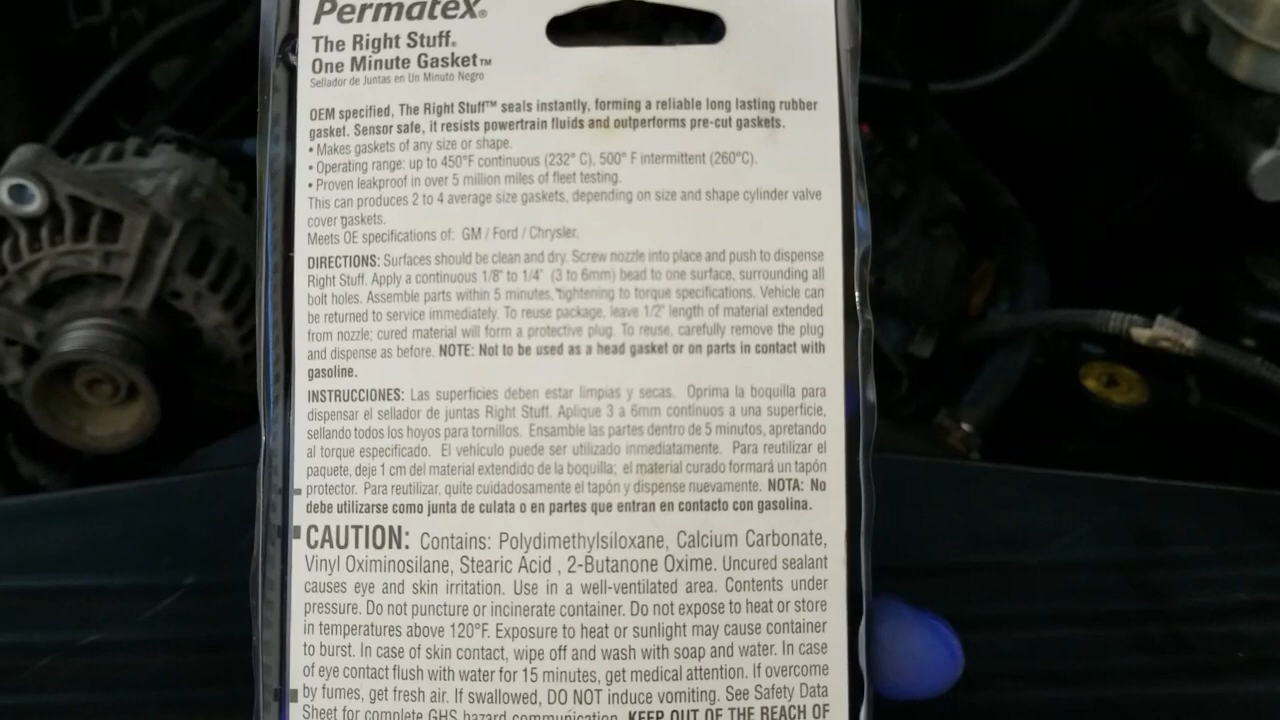 Permatex®
The Right Stuff®
One Minute Gasket™
Sellador de Juntas en Un Minuto Negro
OEM specified, The Right Stuff™ seals instantly, forming a reliable long lasting rubber
gasket. Sensor safe, it resists powertrain fluids and outperforms pre-cut gaskets.
• Makes gaskets of any size or shape.
• Operating range: up to 450°F continuous (232° C), 500° F intermittent (260°C).
• Proven leakproof in over 5 million miles of fleet testing.
This can produces 2 to 4 average size gaskets, depending on size and shape cylinder valve
cover gaskets.
Meets OE specifications of: GM / Ford / Chrysler.
DIRECTIONS: Surfaces should be clean and dry. Screw nozzle into place and push to dispense
Right Stuff. Apply a continuous 1/8" to 1/4" (3 to 6mm) bead to one surface, surrounding all
bolt holes. Assemble parts within 5 minutes, tightening to torque specifications. Vehicle can
be returned to service immediately. To reuse package, leave 1/2" length of material extended
from nozzle; cured material will form a protective plug. To reuse, carefully remove the plug
and dispense as before. NOTE: Not to be used as a head gasket or on parts in contact with
gasoline.
INSTRUCCIONES: Las superficies deben estar limpias y secas. Oprima la boquilla para
dispensar el sellador de juntas Right Stuff. Aplique 3 a 6mm contínuos a una superficie,
sellando todos los hoyos para tornillos. Ensamble las partes dentro de 5 minutos, apretando
al torque especificado. El vehículo puede ser utilizado inmediatamente. Para reutilizar el
paquete, deje 1 cm del material extendido de la boquilla; el material curado formará un tapón
protector. Para reutilizar, quite cuidadosamente el tapón y dispense nuevamente. NOTA: No
debe utilizarse como junta de culata o en partes que entran en contacto con gasolina.
CAUTION: Contains: Polydimethylsiloxane, Calcium Carbonate,
Vinyl Oximinosilane, Stearic Acid , 2-Butanone Oxime. Uncured sealant
causes eye and skin irritation. Use in a well-ventilated area. Contents under
pressure. Do not puncture or incinerate container. Do not expose to heat or store
in temperatures above 120°F. Exposure to heat or sunlight may cause container
to burst. In case of skin contact, wipe off and wash with soap and water. In case
of eye contact flush with water for 15 minutes, get medical attention. If overcome
by fumes, get fresh air. If swallowed, DO NOT induce vomiting. See Safety Data
Sheet for complete GHS hazard communication. KEEP OUT OF THE REACH OF